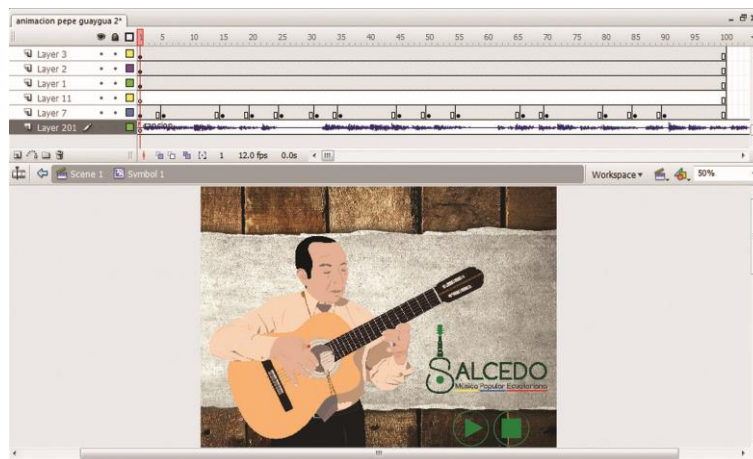 animacion pepe guaygua 2*
5 10 15 20 25 30 35 40 45 50 55 60 65 70 75 80 85 90 95 100
Layer 3
Layer 2
Layer 1
Layer 11
Layer 7
Layer 201
1 12.0 fps 0.0s
Scene 1 Symbol 1 Workspace 50%
SALCEDO
Música Popular Ecuatoriana